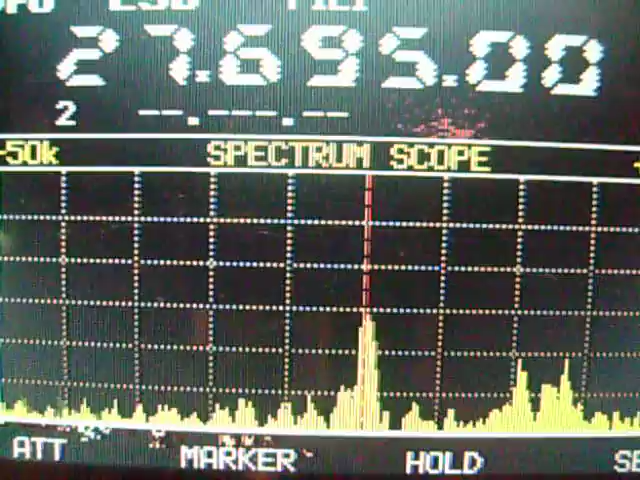 27.695.00
2 --.---.--
-50k SPECTRUM SCOPE
ATT MARKER HOLD